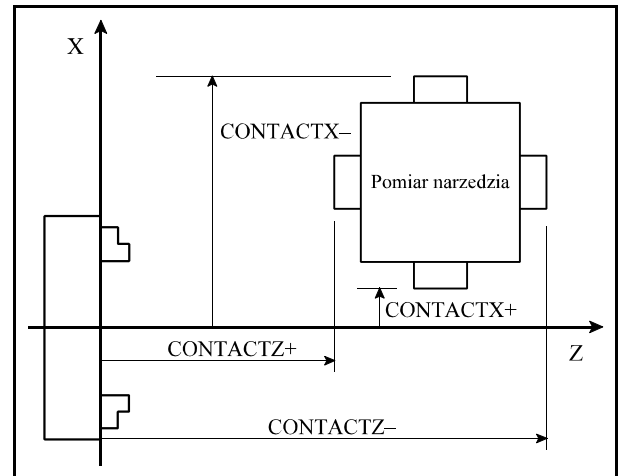 X
CONTACTX–
Pomiar narzedzia
CONTACTX+
CONTACTZ+
Z
CONTACTZ–